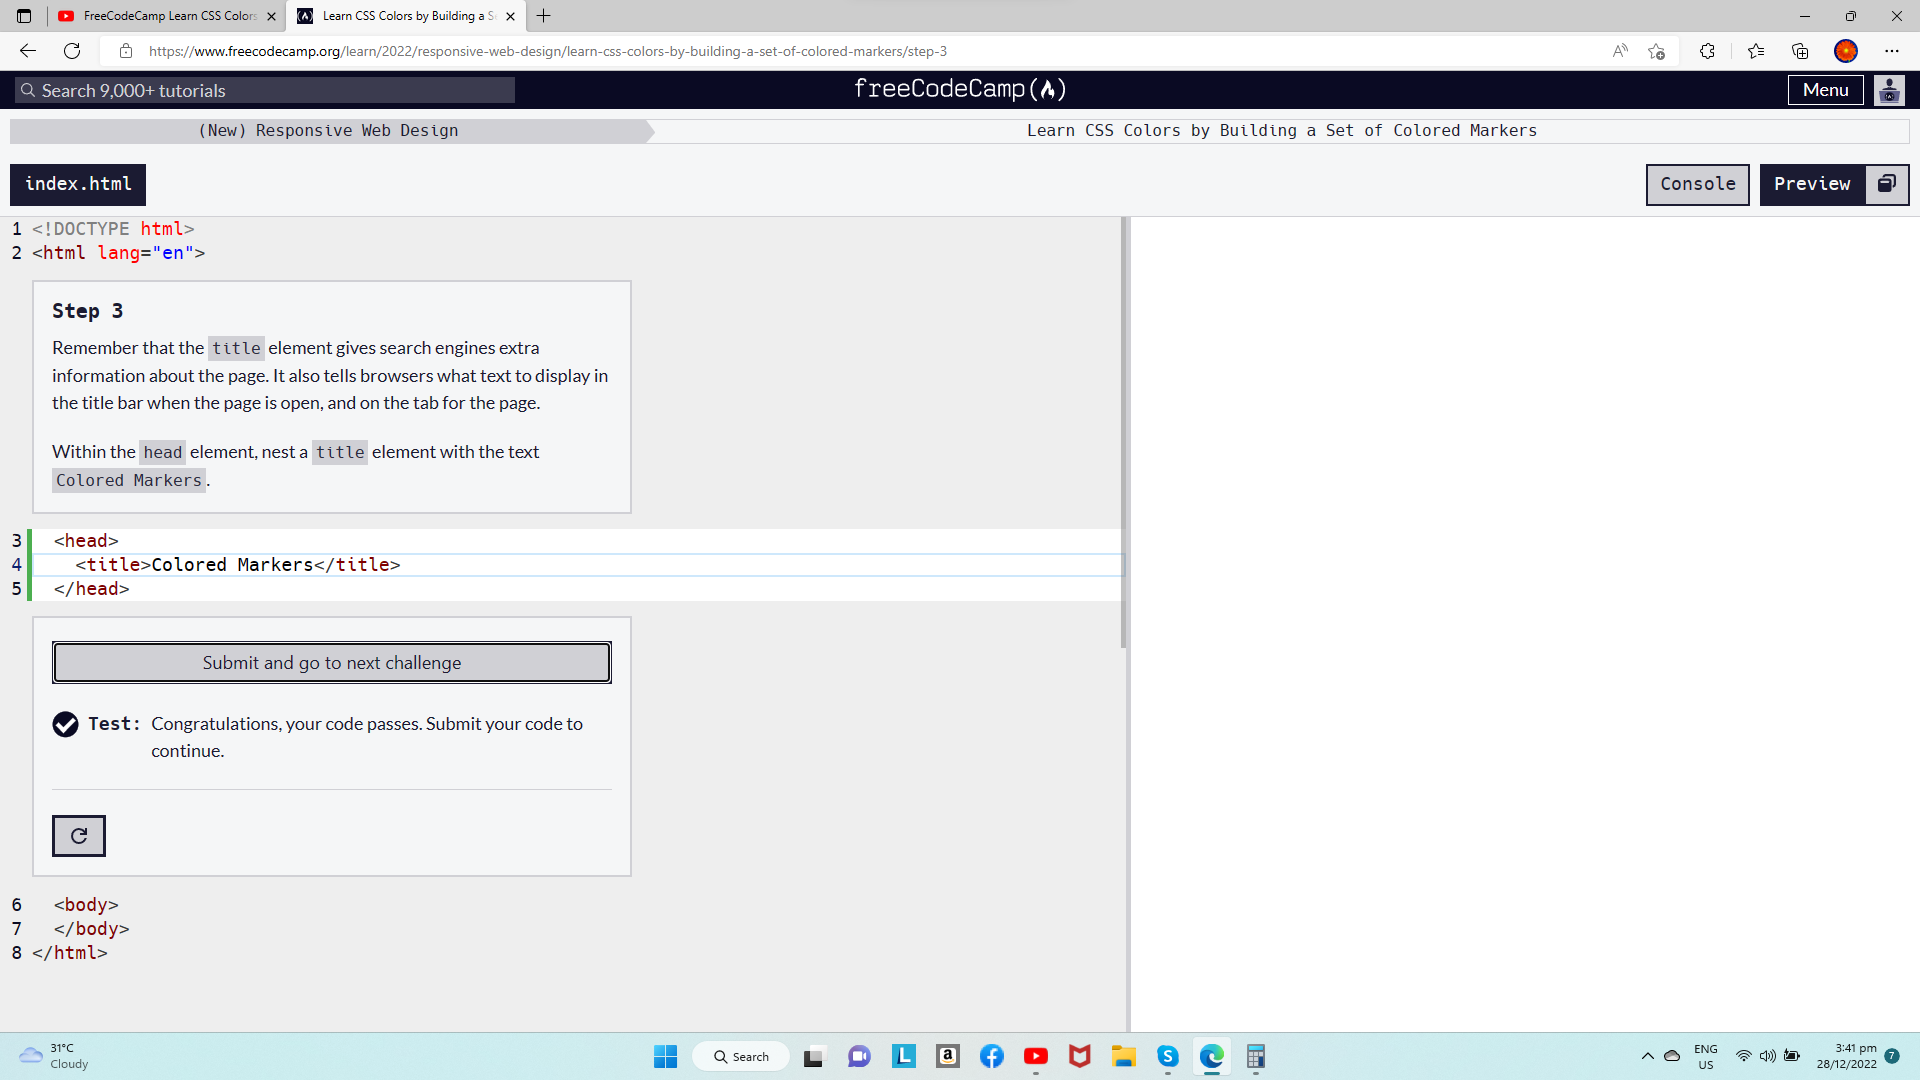 FreeCodeCamp Learn CSS Colors
Learn CSS Colors by Building a Se
https://www.freecodecamp.org/learn/2022/responsive-web-design/learn-css-colors-by-building-a-set-of-colored-markers/step-3
Search 9,000+ tutorials
freeCodeCamp
Menu
(New) Responsive Web Design
Learn CSS Colors by Building a Set of Colored Markers
index.html
Console
Preview
1 <!DOCTYPE html>
2 <html lang="en">
Step 3
Remember that the title element gives search engines extra
information about the page. It also tells browsers what text to display in
the title bar when the page is open, and on the tab for the page.
Within the head element, nest a title element with the text
Colored Markers.
3 <head>
4 <title>Colored Markers</title>
5 </head>
Submit and go to next challenge
Test: Congratulations, your code passes. Submit your code to
continue.
6 <body>
7 </body>
8 </html>
31°C
Cloudy
Search
ENG
US
3:41 pm
28/12/2022
7